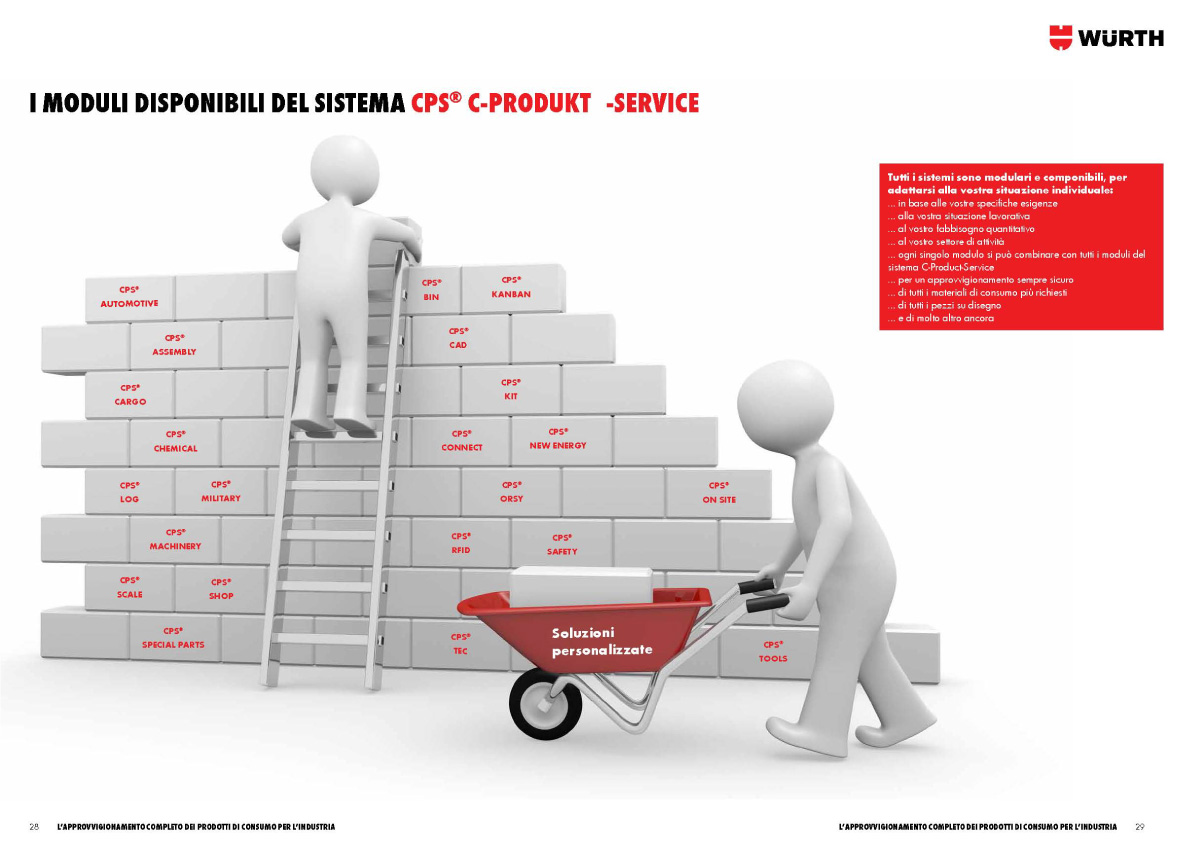 WÜRTH
I MODULI DISPONIBILI DEL SISTEMA CPS® C-PRODUKT -SERVICE
Tutti i sistemi sono modulari e componibili, per
adattarsi alla vostra situazione individuale:
... in base alle vostre specifiche esigenze
... alla vostra situazione lavorativa
... al vostro fabbisogno quantitativo
... al vostro settore di attività
... ogni singolo modulo si può combinare con tutti i moduli del
sistema C-Product-Service
... per un approvvigionamento sempre sicuro
... di tutti i materiali di consumo più richiesti
... di tutti i pezzi su disegno
... e di molto altro ancora
CPS®
AUTOMOTIVE
CPS®
BIN
CPS®
KANBAN
CPS®
ASSEMBLY
CPS®
CAD
CPS®
CARGO
CPS®
KIT
CPS®
CHEMICAL
CPS®
CONNECT
CPS®
NEW ENERGY
CPS®
LOG
CPS®
MILITARY
CPS®
ORSY
CPS®
ON SITE
CPS®
MACHINERY
CPS®
RFID
CPS®
SAFETY
CPS®
SCALE
CPS®
SHOP
CPS®
SPECIAL PARTS
CPS®
TEC
Soluzioni
personalizzate
CPS®
TOOLS
28 L'APPROVVIGIONAMENTO COMPLETO DEI PRODOTTI DI CONSUMO PER L'INDUSTRIA
L'APPROVVIGIONAMENTO COMPLETO DEI PRODOTTI DI CONSUMO PER L'INDUSTRIA 29